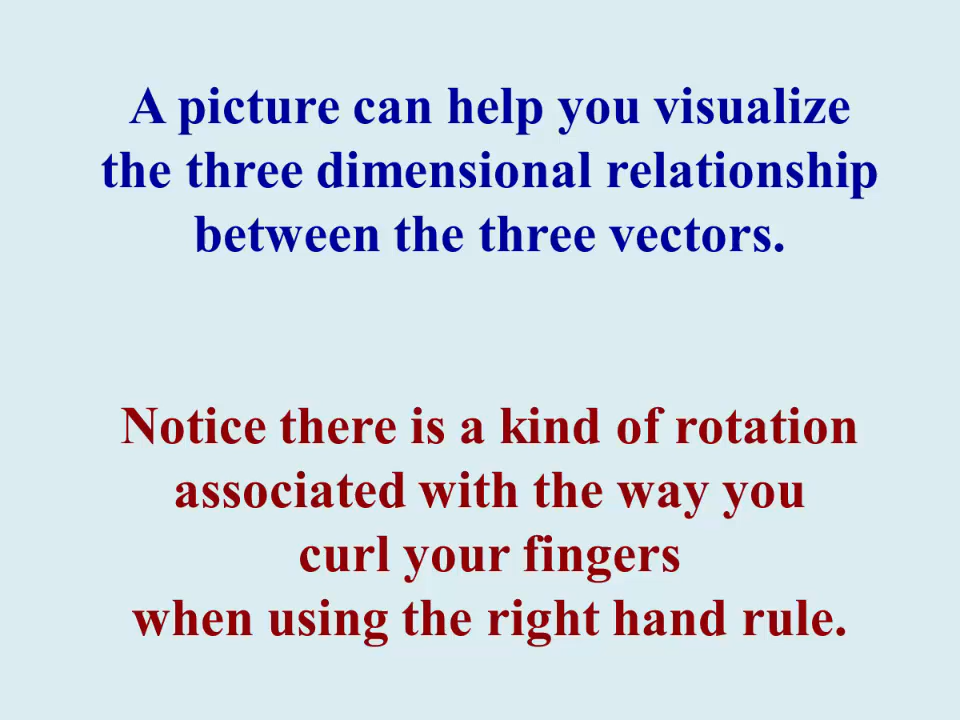 A picture can help you visualize
the three dimensional relationship
between the three vectors.
Notice there is a kind of rotation
associated with the way you
curl your fingers
when using the right hand rule.